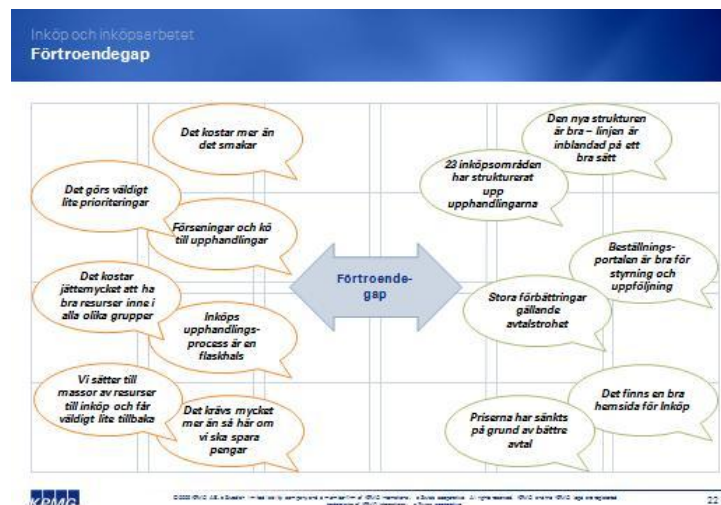 Inköp och inköpsarbetet
Förtroendegap
Det kostar mer än
det smakar
Det görs väldigt
lite prioriteringar
Förseningar och kö
till upphandlingar
Det kostar
jättemycket att ha
bra resurser inne i
alla olika grupper
Inköps
upphandlings-
process är en
flaskhals
Vi sätter till
massor av resurser
till inköp och får
väldigt lite tillbaka
Det krävs mycket
mer än så här om
vi ska spara
pengar
Förtroende-
gap
Den nya strukturen
är bra – linjen är
inblandad på ett
bra sätt
23 inköpsområden
har strukturerat
upp
upphandlingarna
Beställnings-
portalen är bra för
styrning och
uppföljning
Stora förbättringar
gällande
avtalstrohet
Det finns en bra
hemsida för Inköp
Priserna har sänkts
på grund av bättre
avtal
KPMG
22